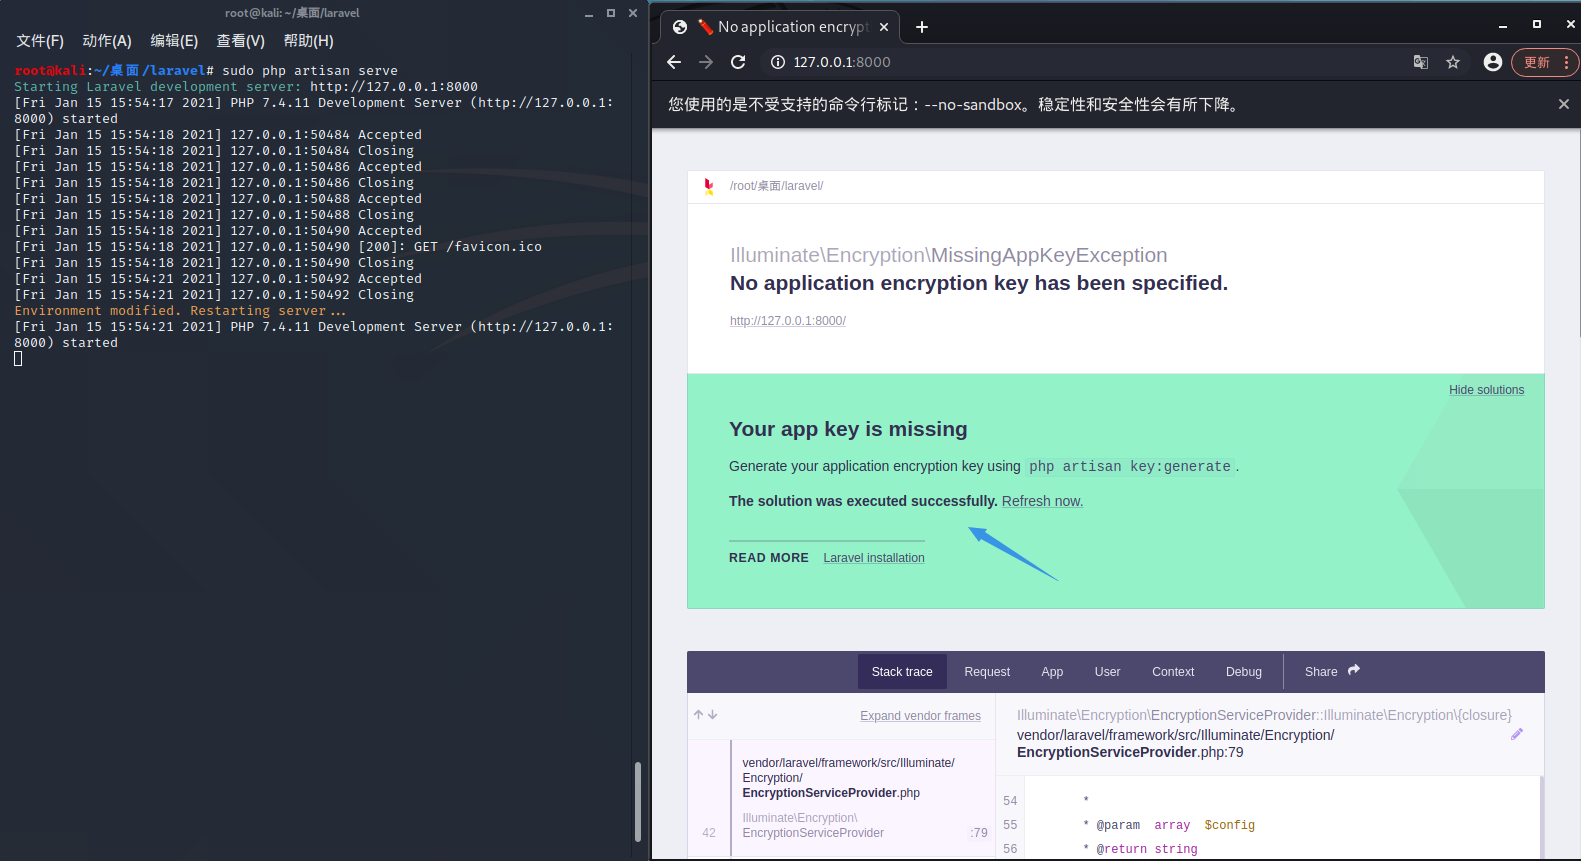 root@kali: ~/桌面/laravel
文件(F) 动作(A) 编辑(E) 查看(V) 帮助(H)
root@kali:~/桌面/laravel# sudo php artisan serve
Starting Laravel development server: http://127.0.0.1:8000
[Fri Jan 15 15:54:17 2021] PHP 7.4.11 Development Server (http://127.0.0.1:
8000) started
[Fri Jan 15 15:54:18 2021] 127.0.0.1:50484 Accepted
[Fri Jan 15 15:54:18 2021] 127.0.0.1:50484 Closing
[Fri Jan 15 15:54:18 2021] 127.0.0.1:50486 Accepted
[Fri Jan 15 15:54:18 2021] 127.0.0.1:50486 Closing
[Fri Jan 15 15:54:18 2021] 127.0.0.1:50488 Accepted
[Fri Jan 15 15:54:18 2021] 127.0.0.1:50488 Closing
[Fri Jan 15 15:54:18 2021] 127.0.0.1:50490 Accepted
[Fri Jan 15 15:54:18 2021] 127.0.0.1:50490 [200]: GET /favicon.ico
[Fri Jan 15 15:54:18 2021] 127.0.0.1:50490 Closing
[Fri Jan 15 15:54:21 2021] 127.0.0.1:50492 Accepted
[Fri Jan 15 15:54:21 2021] 127.0.0.1:50492 Closing
Environment modified. Restarting server...
[Fri Jan 15 15:54:21 2021] PHP 7.4.11 Development Server (http://127.0.0.1:
8000) started
No application encrypt
127.0.0.1:8000
更新
您使用的是不受支持的命令行标记：--no-sandbox。稳定性和安全性会有所下降。
/root/桌面/laravel/
Illuminate\Encryption\MissingAppKeyException
No application encryption key has been specified.
http://127.0.0.1:8000/
Hide solutions
Your app key is missing
Generate your application encryption key using php artisan key:generate.
The solution was executed successfully. Refresh now.
READ MORE Laravel installation
Stack trace Request App User Context Debug Share
Expand vendor frames
vendor/laravel/framework/src/Illuminate/
Encryption/
EncryptionServiceProvider.php
Illuminate\Encryption\
42 EncryptionServiceProvider :79
Illuminate\Encryption\EncryptionServiceProvider::Illuminate\Encryption\{closure}
vendor/laravel/framework/src/Illuminate/Encryption/
EncryptionServiceProvider.php:79
54 *
55 * @param array $config
56 * @return string